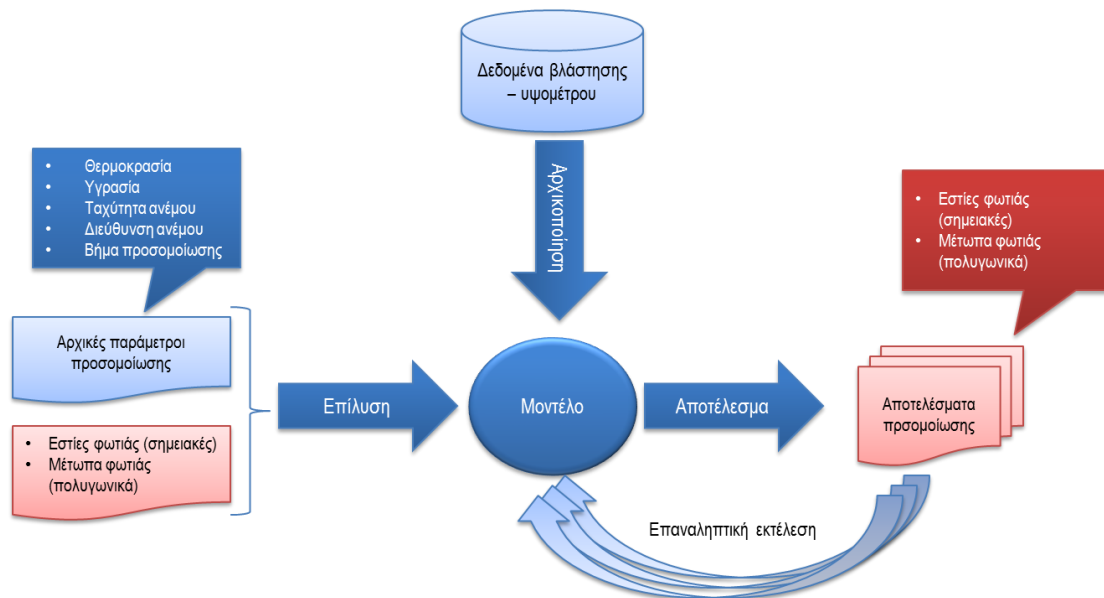 Δεδομένα βλάστησης
– υψομέτρου
Αρχικοποίηση
• Θερμοκρασία
• Υγρασία
• Ταχύτητα ανέμου
• Διεύθυνση ανέμου
• Βήμα προσομοίωσης
• Εστίες φωτιάς
(σημειακές)
• Μέτωπα φωτιάς
(πολυγωνικά)
Αρχικές παράμετροι
προσομοίωσης
• Εστίες φωτιάς (σημειακές)
• Μέτωπα φωτιάς
(πολυγωνικά)
Επίλυση
Μοντέλο
Αποτέλεσμα
Αποτελέσματα
πρσομοίωσης
Επαναληπτική εκτέλεση